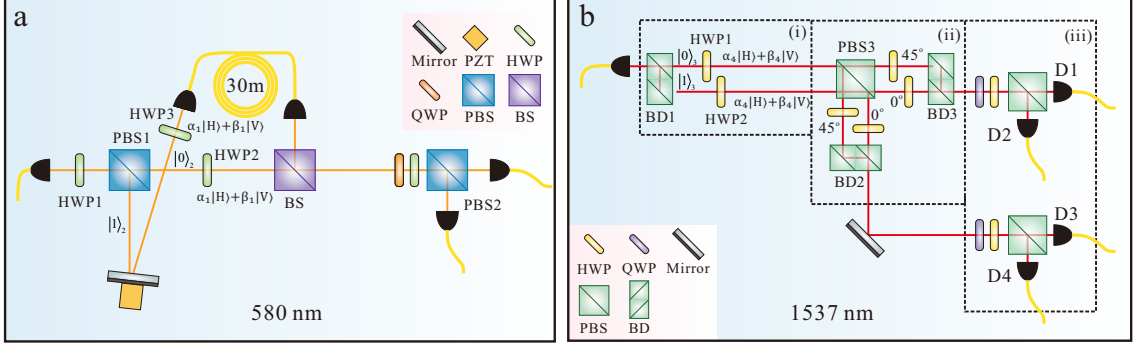 a
30m
Mirror PZT HWP
QWP PBS BS
HWP3
α₁|H⟩+β₁|V⟩
PBS1
|0⟩₂
HWP2
HWP1
α₁|H⟩+β₁|V⟩
BS
PBS2
|1⟩₂
580 nm
b
(i)
(ii)
(iii)
HWP1
|0⟩₃
α₄|H⟩+β₄|V⟩
PBS3
45°
D1
|1⟩₃
α₄|H⟩+β₄|V⟩
0°
BD1
HWP2
45°
0°
BD3
D2
BD2
D3
D4
HWP QWP Mirror
PBS BD
1537 nm